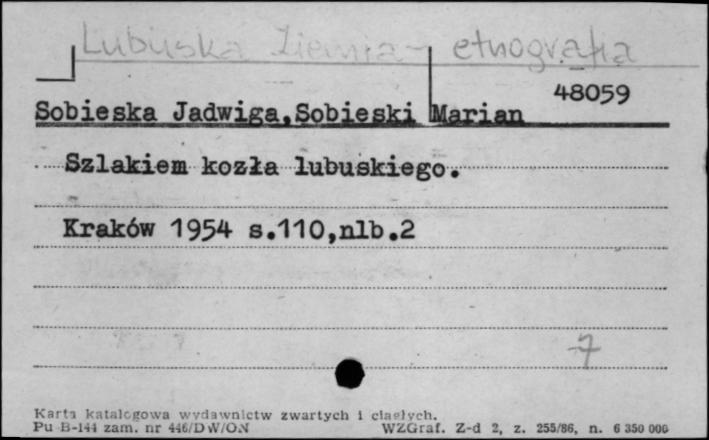 Lubuska Ziemia - etnografia
48059
Sobieska Jadwiga,Sobieski Marian
Szlakiem kozła lubuskiego.
Kraków 1954 s.110,nlb.2
7
Karta katalogowa wydawnictw zwartych i ciągłych.
Pu B-144 zam. nr 446/DW/ON WZGraf. Z-d 2, z. 255/86, n. 6 350 000